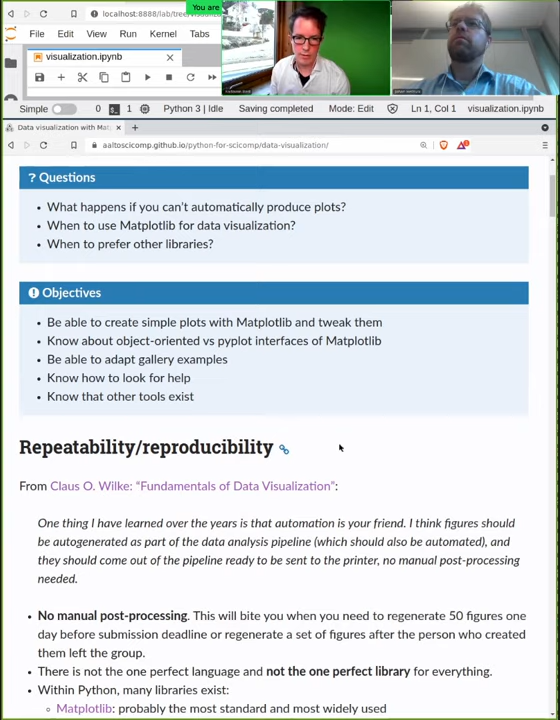 localhost:8888/lab/tree/visualiz
You are
File Edit View Run Kernel Tabs
visualization.ipynb
Simple 0 1 Python 3 | Idle Saving completed Mode: Edit Ln 1, Col 1 visualization.ipynb
Data visualization with Mat
aaltoscicomp.github.io/python-for-scicomp/data-visualization/
? Questions
• What happens if you can't automatically produce plots?
• When to use Matplotlib for data visualization?
• When to prefer other libraries?
Objectives
• Be able to create simple plots with Matplotlib and tweak them
• Know about object-oriented vs pyplot interfaces of Matplotlib
• Be able to adapt gallery examples
• Know how to look for help
• Know that other tools exist
Repeatability/reproducibility
From Claus O. Wilke: “Fundamentals of Data Visualization”:
One thing I have learned over the years is that automation is your friend. I think figures should
be autogenerated as part of the data analysis pipeline (which should also be automated), and
they should come out of the pipeline ready to be sent to the printer, no manual post-processing
needed.
• No manual post-processing. This will bite you when you need to regenerate 50 figures one
day before submission deadline or regenerate a set of figures after the person who created
them left the group.
• There is not the one perfect language and not the one perfect library for everything.
• Within Python, many libraries exist:
Matplotlib: probably the most standard and most widely used